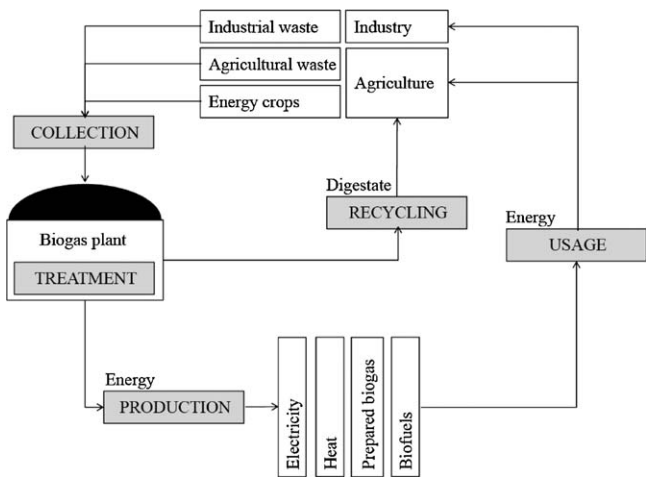 Industrial waste
Industry
Agricultural waste
Agriculture
Energy crops
COLLECTION
Digestate
RECYCLING
Energy
USAGE
Biogas plant
TREATMENT
Energy
PRODUCTION
Electricity
Heat
Prepared biogas
Biofuels